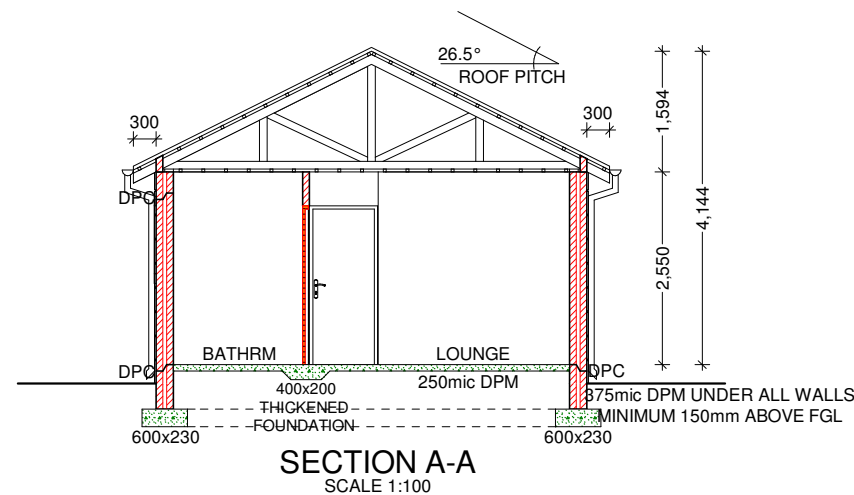 26.5°
ROOF PITCH
300
300
1,594
4,144
2,550
DPC
BATHRM
LOUNGE
DPC
DPC
400x200
250mic DPM
THICKENED
FOUNDATION
375mic DPM UNDER ALL WALLS
MINIMUM 150mm ABOVE FGL
600x230
600x230
SECTION A-A
SCALE 1:100